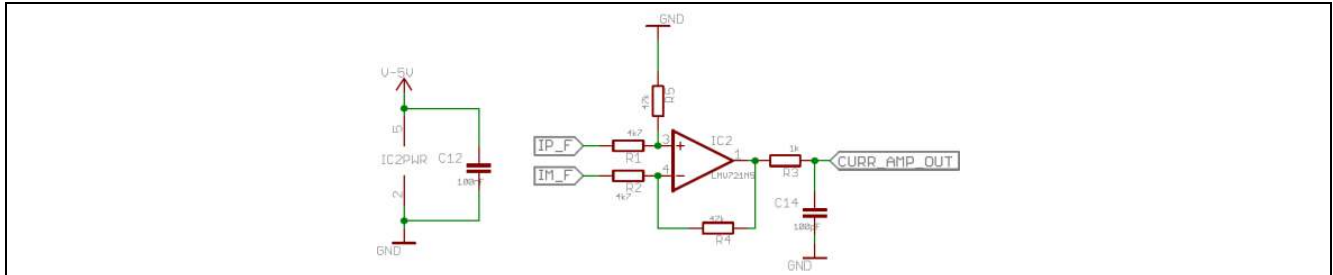 GND
V-5V
47k
R5
5
IC2PWR
2
C12
100nF
GND
IP_F
4k7
R1
3
IC2
1
LMV721M5
IM_F
R2
4k7
4
47k
R4
1k
R3
CURR_AMP_OUT
C14
100pF
GND